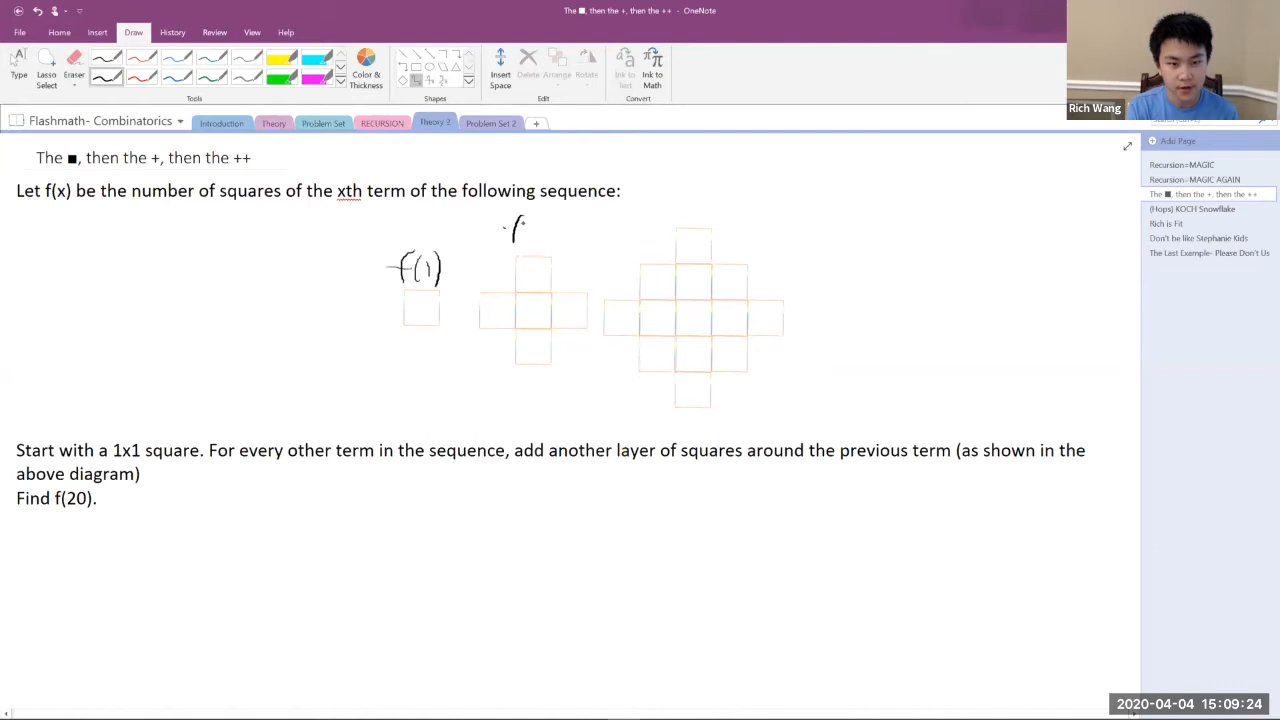 The ■, then the +, then the ++ - OneNote
File Home Insert Draw History Review View Help
Type Lasso Select Eraser Color & Thickness Insert Space Delete Arrange Rotate Ink to Text Ink to Math
Tools Shapes Edit Convert
Rich Wang
Flashmath- Combinatorics Introduction Theory Problem Set RECURSION Theory 2 Problem Set 2
Add Page
The ■, then the +, then the ++
Let f(x) be the number of squares of the xth term of the following sequence:
f(1)
f
Start with a 1x1 square. For every other term in the sequence, add another layer of squares around the previous term (as shown in the
above diagram)
Find f(20).
Recursion=MAGIC
Recursion=MAGIC AGAIN
The ■, then the +, then the ++
(Hops) KOCH Snowflake
Rich is Fit
Don't be like Stephanie Kids
The Last Example- Please Don't Us
2020-04-04 15:09:24